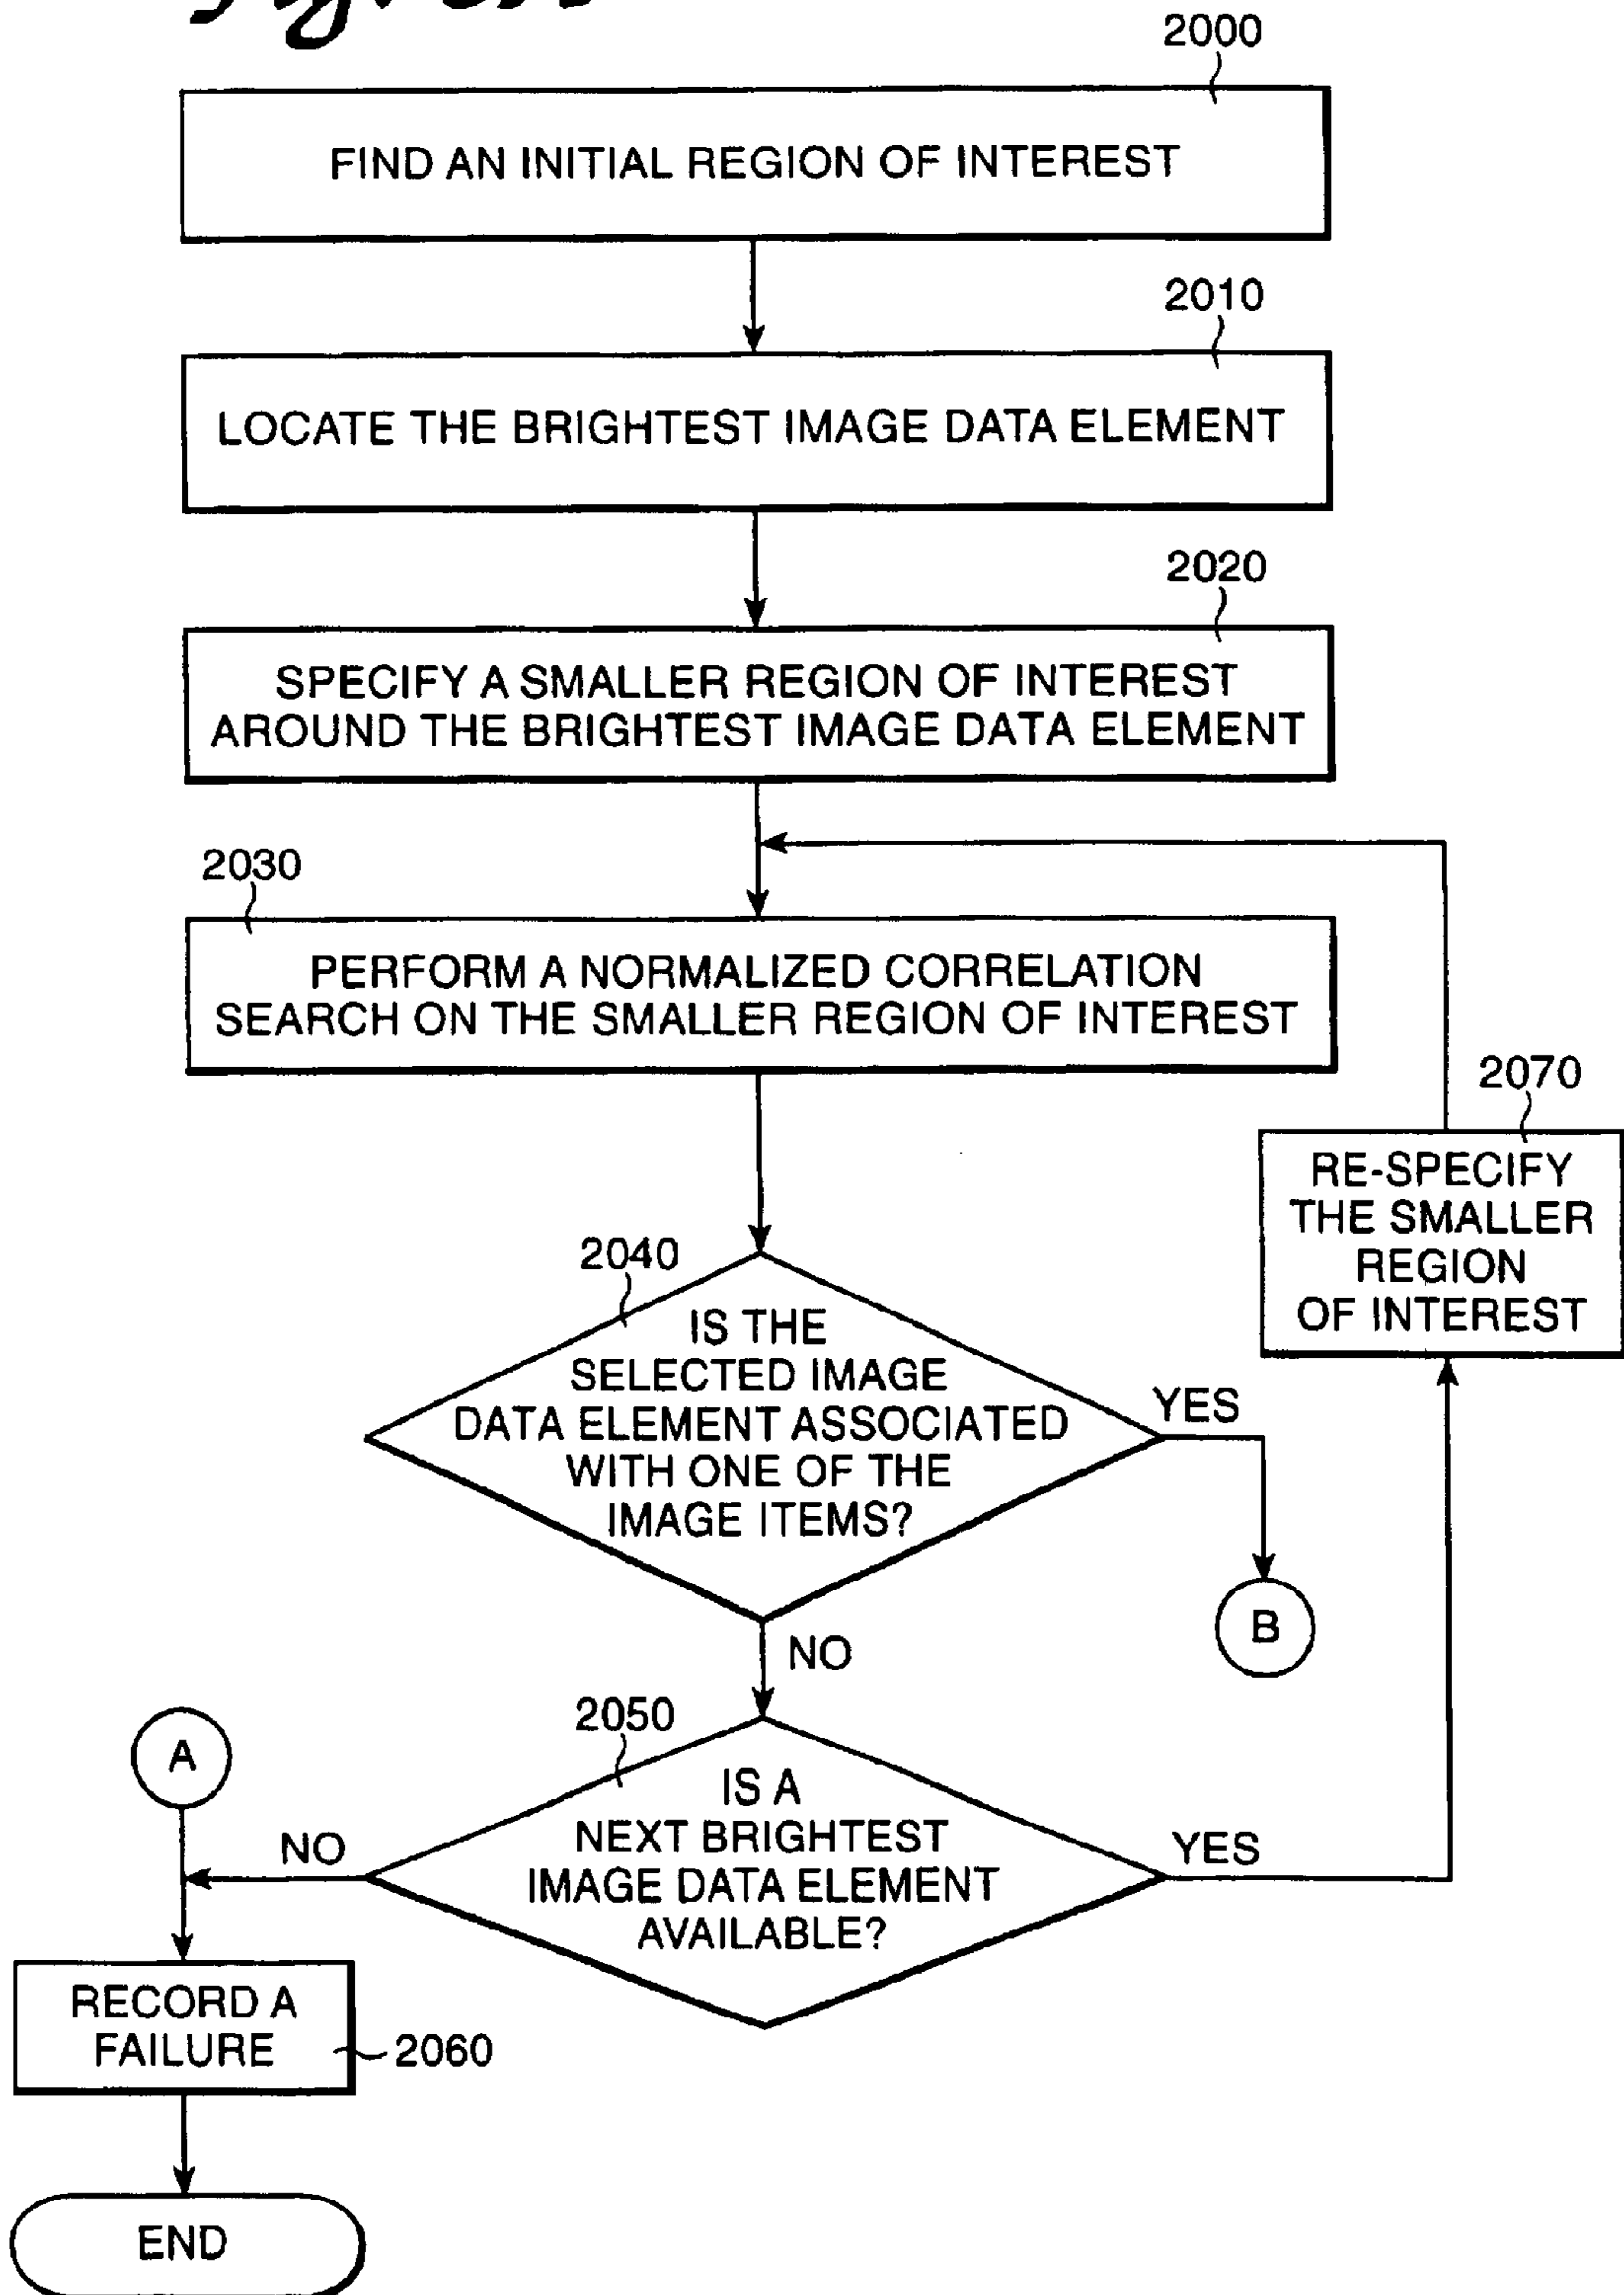 2000
FIND AN INITIAL REGION OF INTEREST
2010
LOCATE THE BRIGHTEST IMAGE DATA ELEMENT
2020
SPECIFY A SMALLER REGION OF INTEREST
AROUND THE BRIGHTEST IMAGE DATA ELEMENT
2030
PERFORM A NORMALIZED CORRELATION
SEARCH ON THE SMALLER REGION OF INTEREST
2070
RE-SPECIFY
THE SMALLER
REGION
OF INTEREST
2040
IS THE
SELECTED IMAGE
DATA ELEMENT ASSOCIATED
WITH ONE OF THE
IMAGE ITEMS?
YES
B
NO
2050
A
IS A
NEXT BRIGHTEST
IMAGE DATA ELEMENT
AVAILABLE?
NO
YES
RECORD A
FAILURE
2060
END